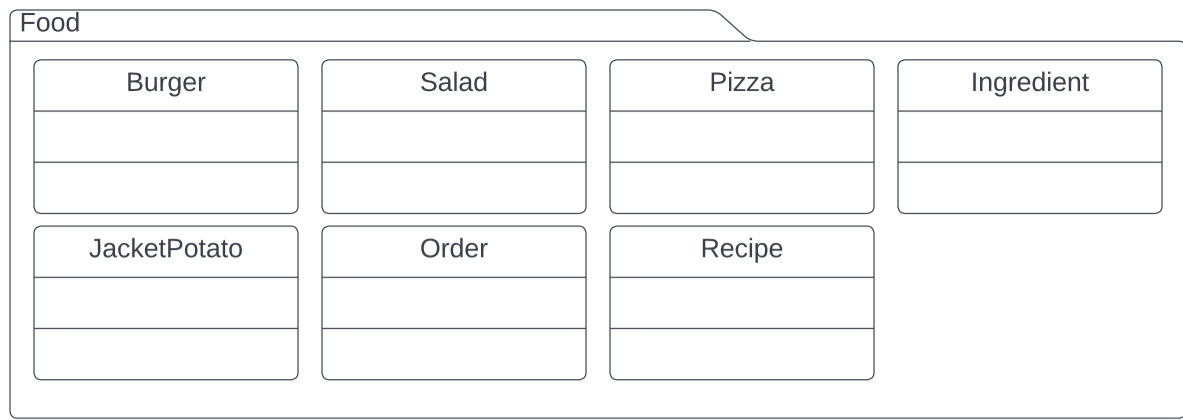 Food
Burger
Salad
Pizza
Ingredient
JacketPotato
Order
Recipe